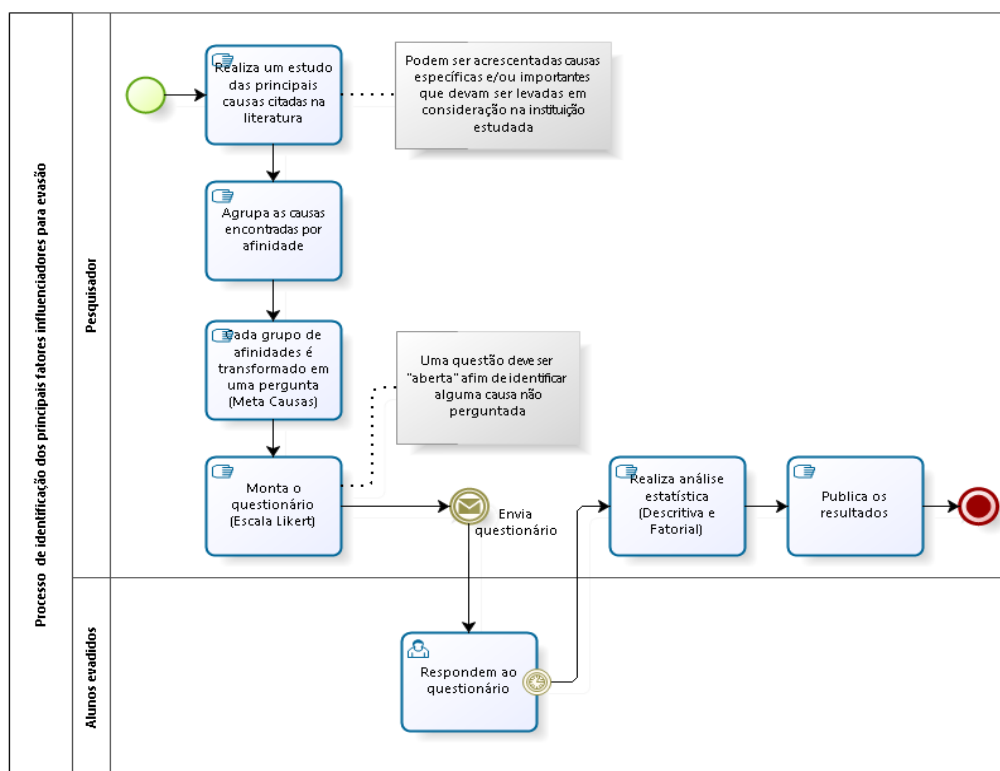 Processo de identificação dos principais fatores influenciadores para evasão
Pesquisador
Realiza um estudo
das principais
causas citadas na
literatura
Podem ser acrescentadas causas
específicas e/ou importantes
que devam ser levadas em
consideração na instituição
estudada
Agrupa as causas
encontradas por
afinidade
Cada grupo de
afinidades é
transformado em
uma pergunta
(Meta Causas)
Uma questão deve ser
"aberta" afim de identificar
alguma causa não
perguntada
Monta o
questionário
(Escala Likert)
Envia
questionário
Realiza análise
estatística
(Descritiva e
Fatorial)
Publica os
resultados
Alunos evadidos
Respondem ao
questionário